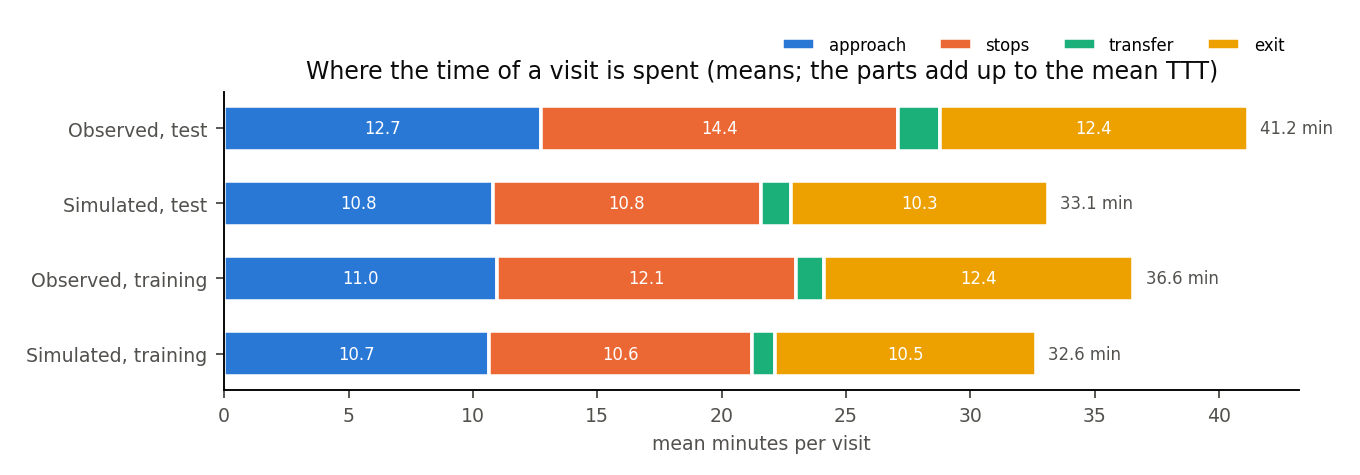 approach stops transfer exit
Where the time of a visit is spent (means; the parts add up to the mean TTT)
Observed, test 12.7 14.4 12.4 41.2 min
Simulated, test 10.8 10.8 10.3 33.1 min
Observed, training 11.0 12.1 12.4 36.6 min
Simulated, training 10.7 10.6 10.5 32.6 min
0 5 10 15 20 25 30 35 40
mean minutes per visit